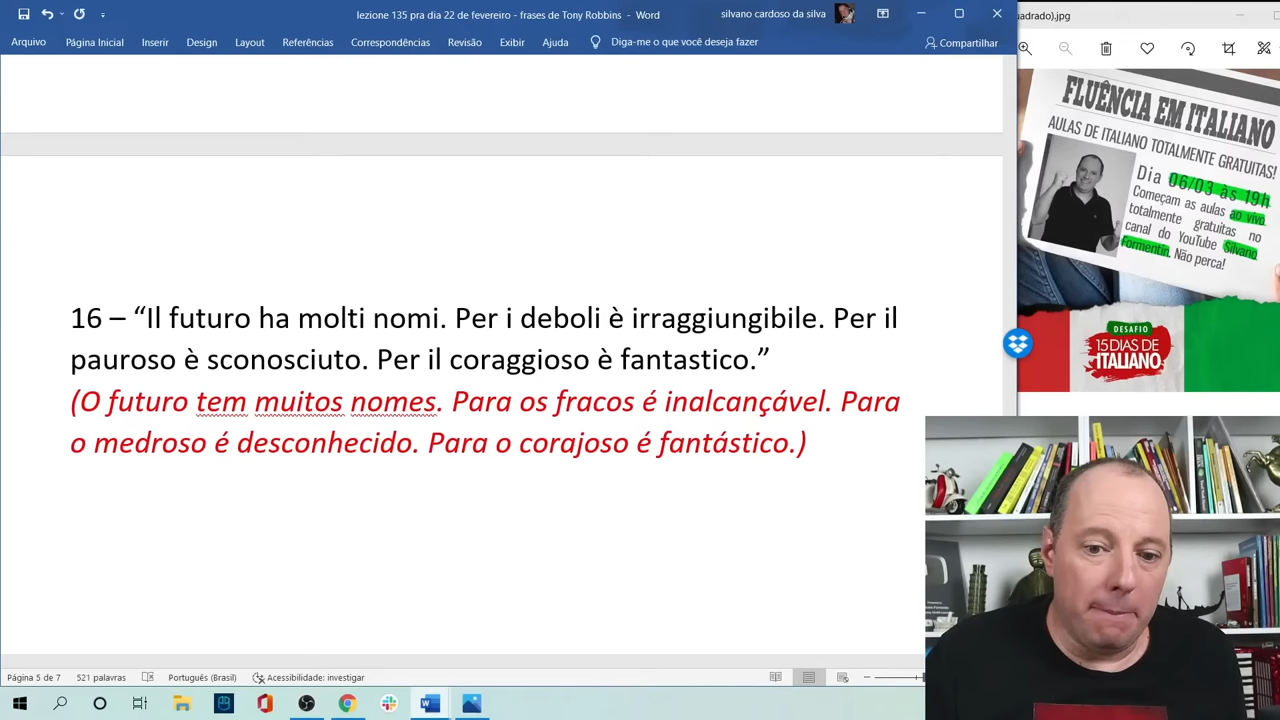 lezione 135 pra dia 22 de fevereiro - frases de Tony Robbins - Word
silvano cardoso da silva
uadrado).jpg
Arquivo Página Inicial Inserir Design Layout Referências Correspondências Revisão Exibir Ajuda Diga-me o que você deseja fazer Compartilhar
FLUÊNCIA EM ITALIANO
AULAS DE ITALIANO TOTALMENTE GRATUITAS!
Dia 06/03 às 19h
Começam as aulas ao vivo
totalmente gratuitas no
canal do YouTube Silvano
Formentin. Não perca!
DESAFIO
15 DIAS DE
ITALIANO
16 – “Il futuro ha molti nomi. Per i deboli è irraggiungibile. Per il
pauroso è sconosciuto. Per il coraggioso è fantastico.”
(O futuro tem muitos nomes. Para os fracos é inalcançável. Para
o medroso é desconhecido. Para o corajoso é fantástico.)
Página 5 de 7 521 palavras Português (Brasil) Acessibilidade: investigar